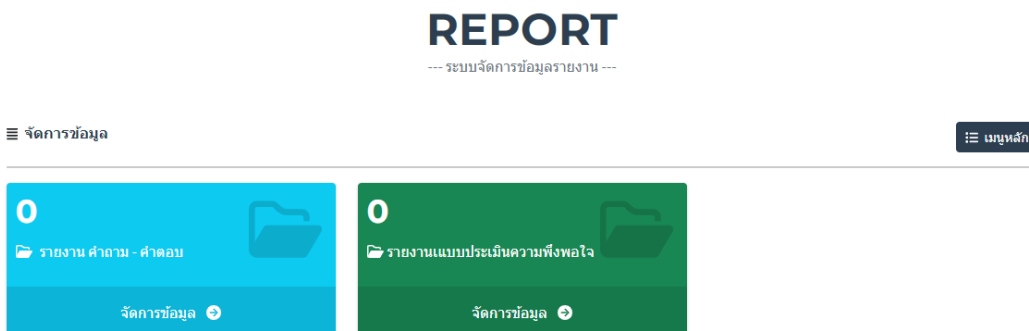 REPORT
--- ระบบจัดการข้อมูลรายงาน ---
จัดการข้อมูล
เมนูหลัก
0
รายงาน คำถาม - คำตอบ
จัดการข้อมูล
0
รายงานแบบประเมินความพึงพอใจ
จัดการข้อมูล